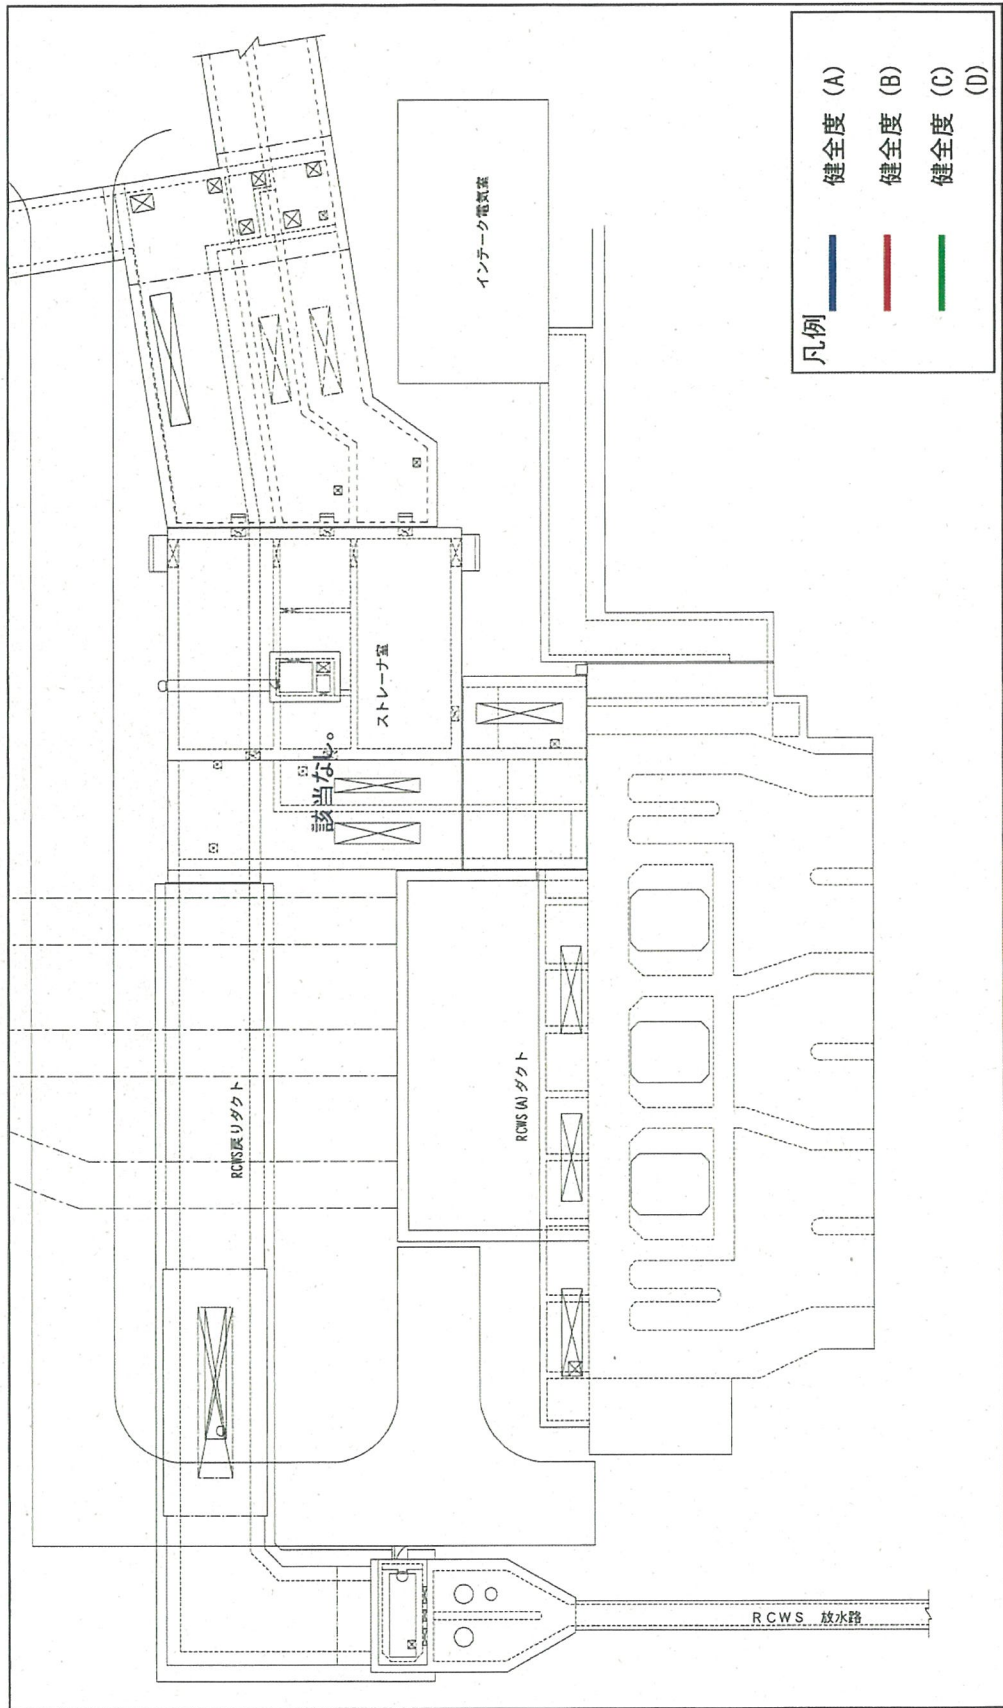 インテーク電気室
ストレーナ室
該当なし。
RCWS戻りダクト
RCWS(A)ダクト
RCWS 放水路
凡例
健全度 (A)
健全度 (B)
健全度 (C)
(D)